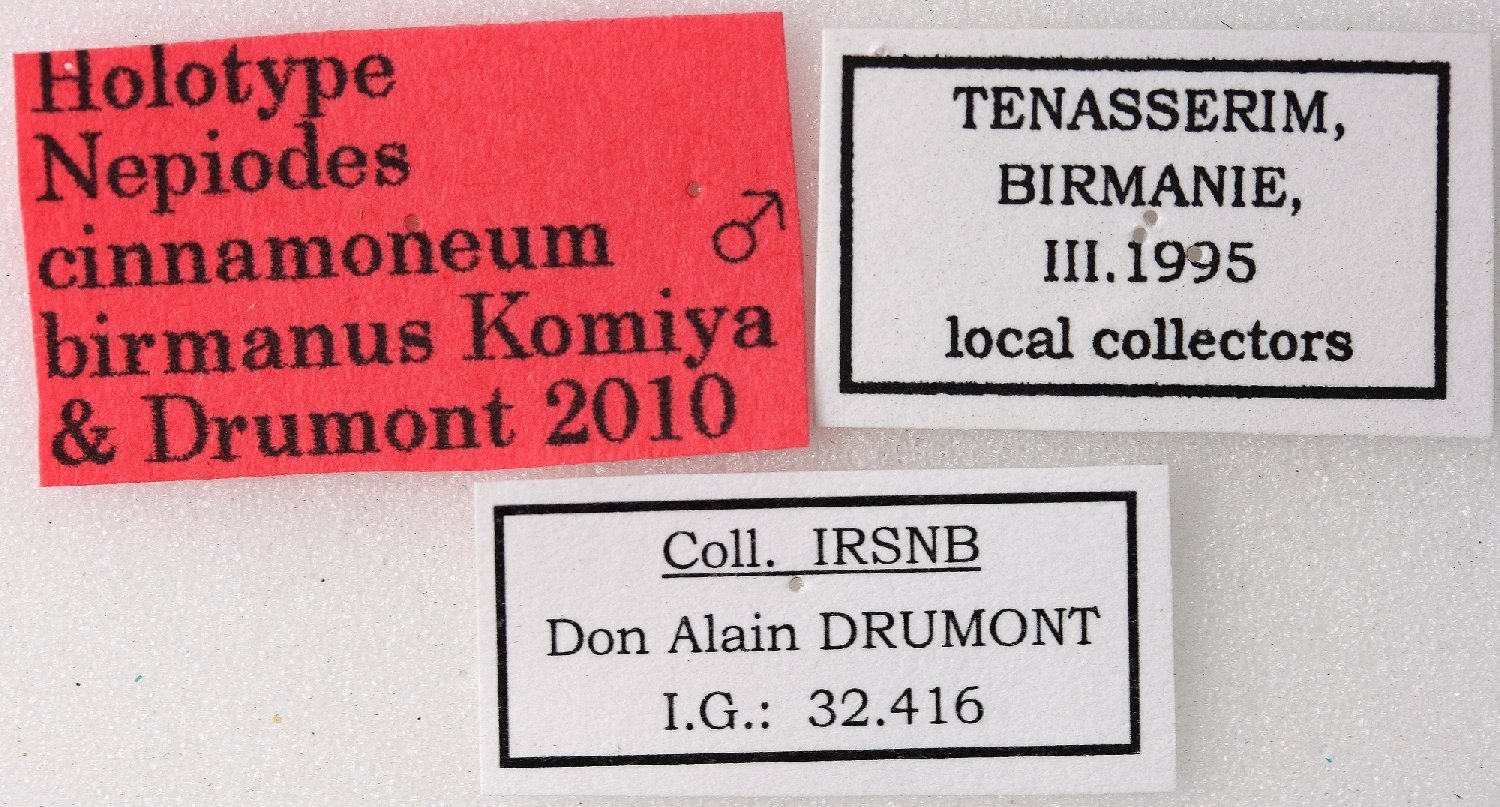 Holotype
Nepiodes
cinnamoneum ♂
birmanus Komiya
& Drumont 2010
TENASSERIM,
BIRMANIE,
III.1995
local collectors
Coll. IRSNB
Don Alain DRUMONT
I.G.: 32.416